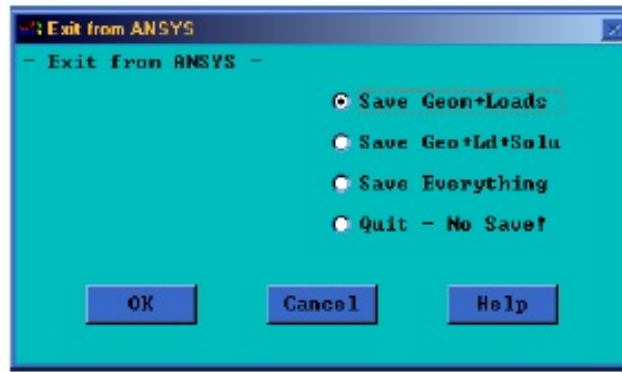 Exit from ANSYS
- Exit from ANSYS -
Save Geom+Loads
Save Geo+Ld+Solu
Save Everything
Quit - No Save!
OK Cancel Help